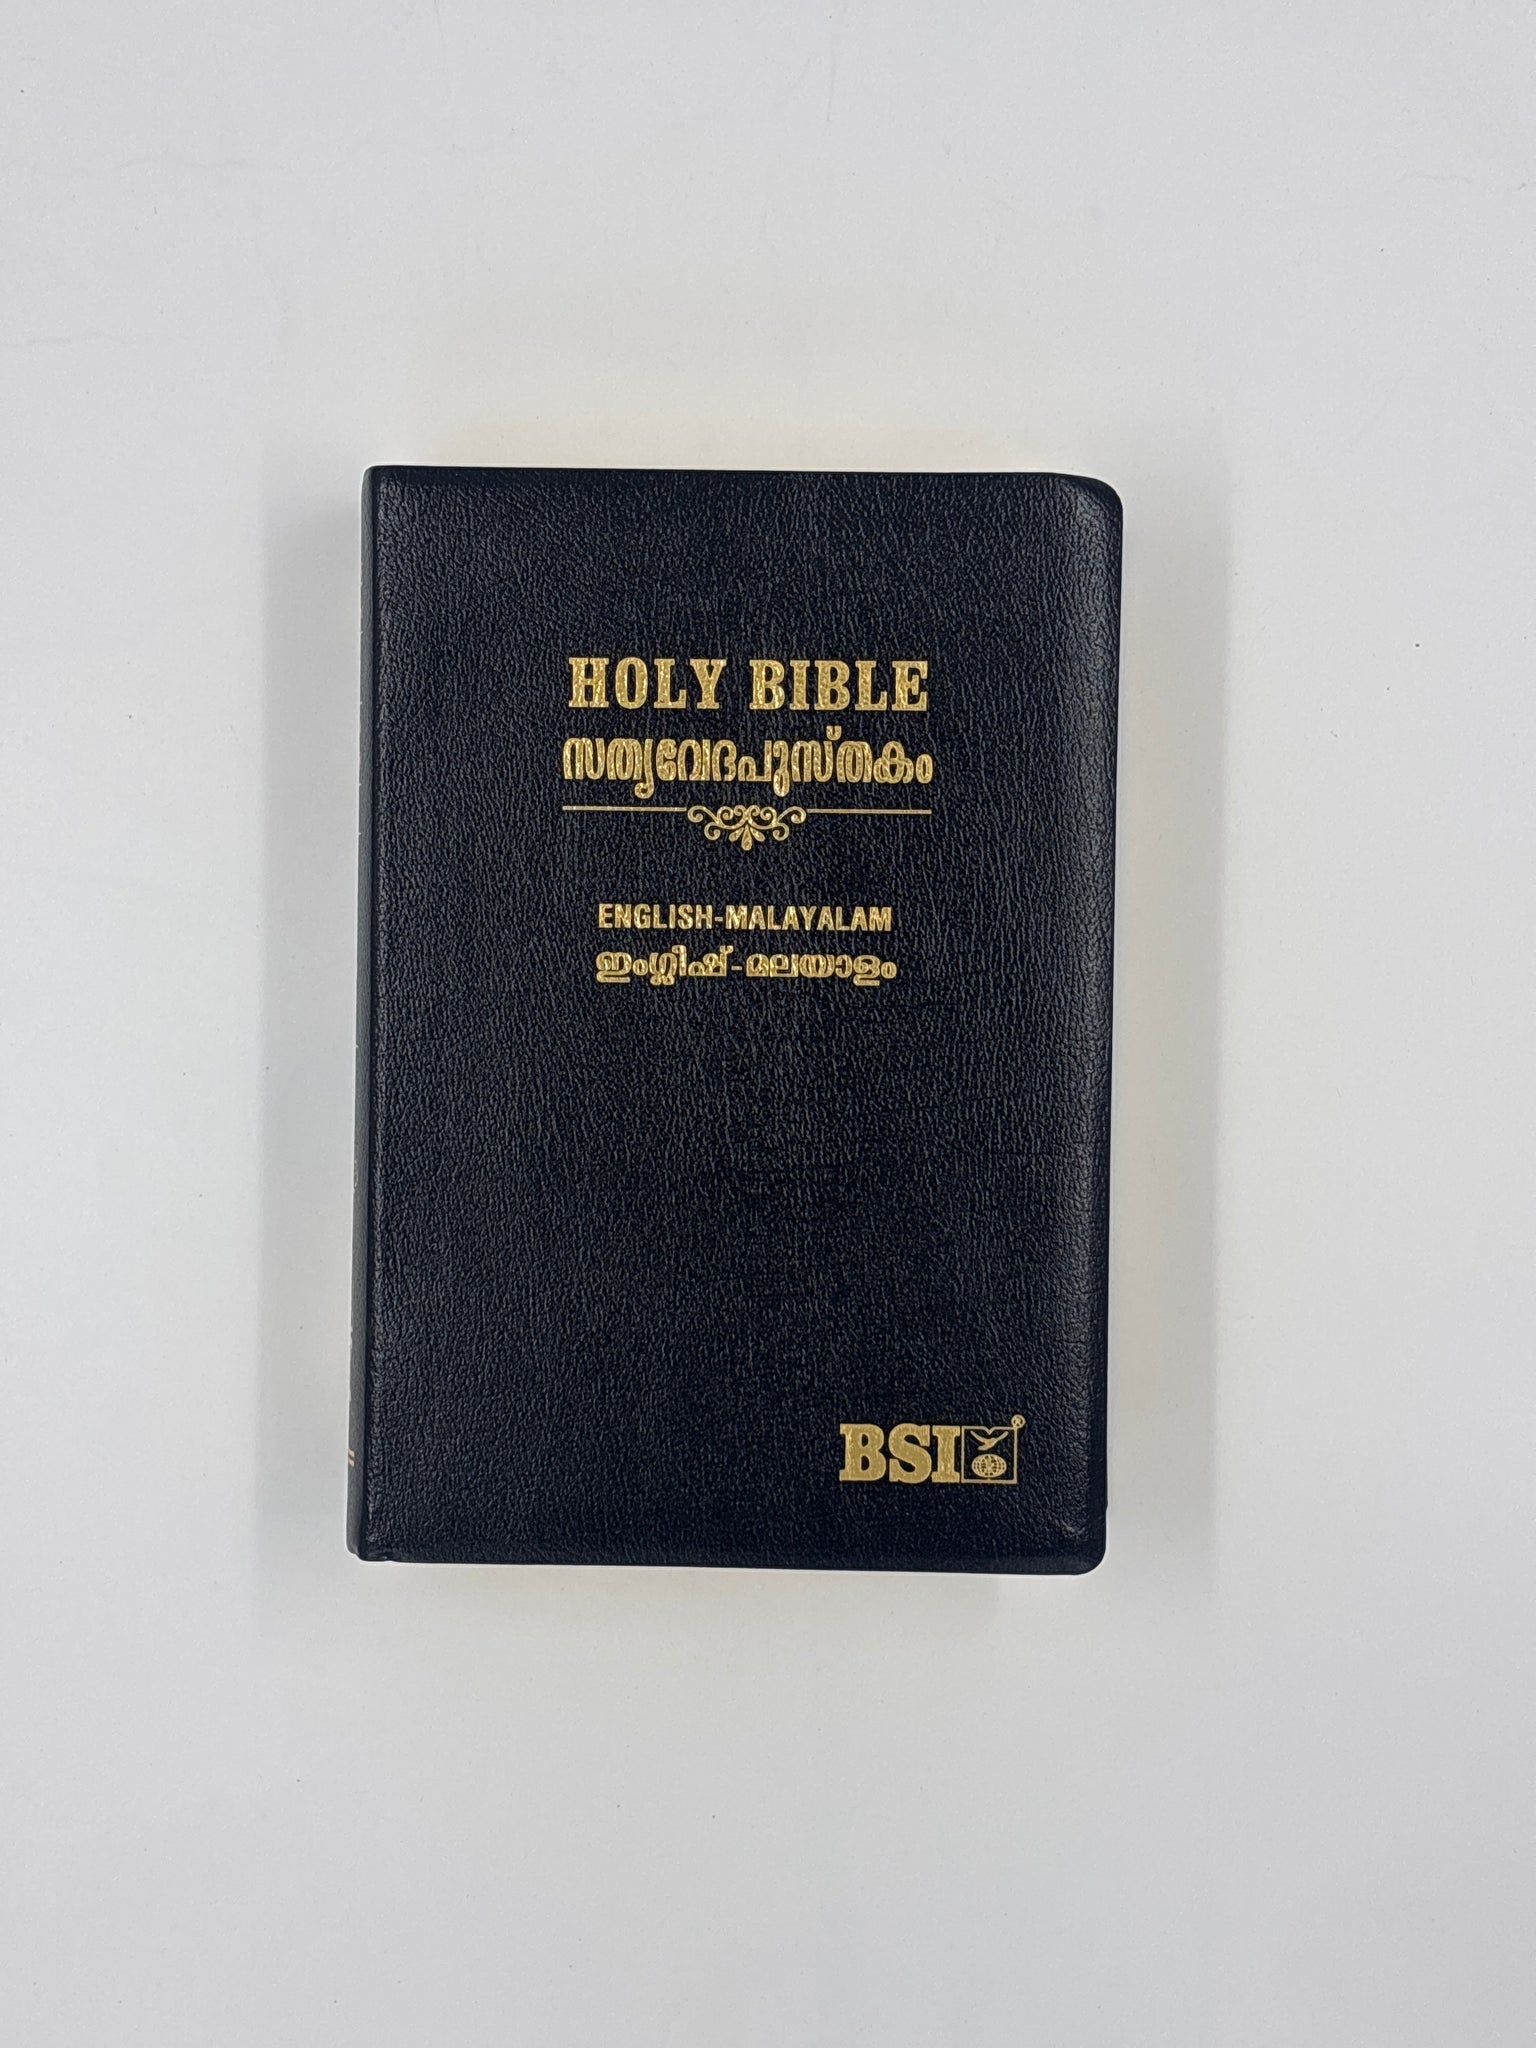 HOLY BIBLE
സത്യവേദപുസ്തകം
ENGLISH-MALAYALAM
ഇംഗ്ലീഷ്-മലയാളം
BSI®